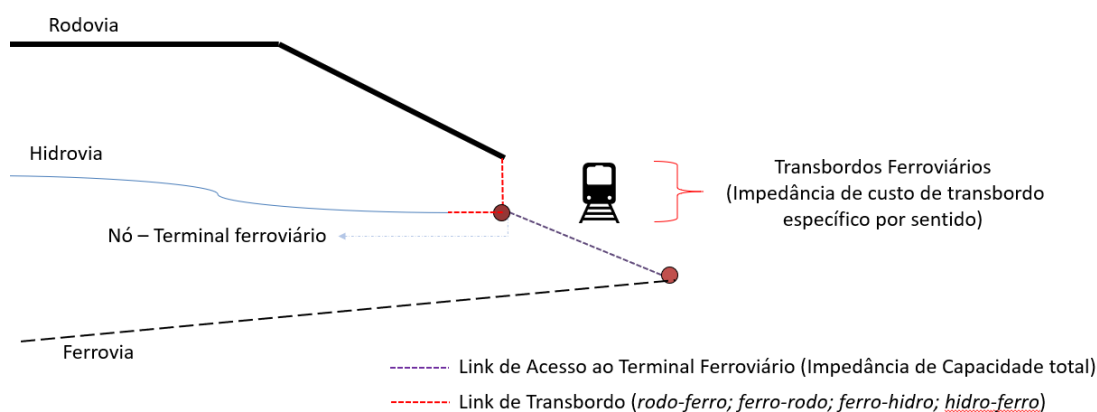 Rodovia
Hidrovia
Transbordos Ferroviários
(Impedância de custo de transbordo
específico por sentido)
Nó – Terminal ferroviário
Ferrovia
Link de Acesso ao Terminal Ferroviário (Impedância de Capacidade total)
Link de Transbordo (rodo-ferro; ferro-rodo; ferro-hidro; hidro-ferro)